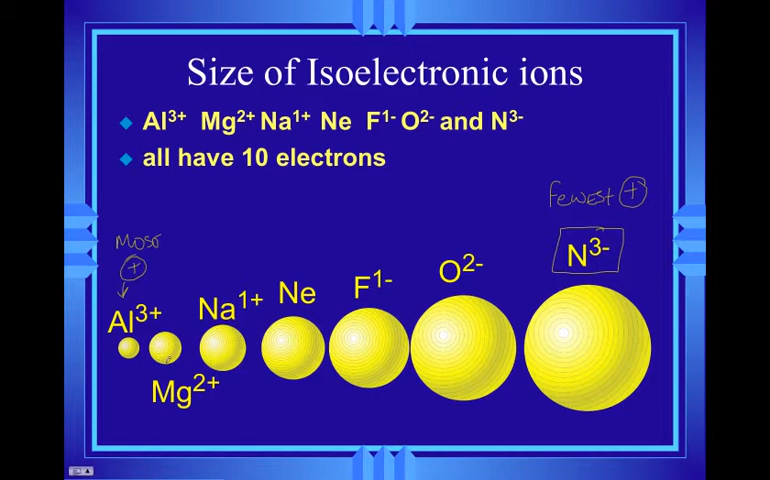 Size of Isoelectronic ions
Al³⁺ Mg²⁺ Na¹⁺ Ne F¹⁻ O²⁻ and N³⁻
all have 10 electrons
fewest +
most
+
N³⁻
O²⁻
F¹⁻
Ne
Na¹⁺
Al³⁺
Mg²⁺